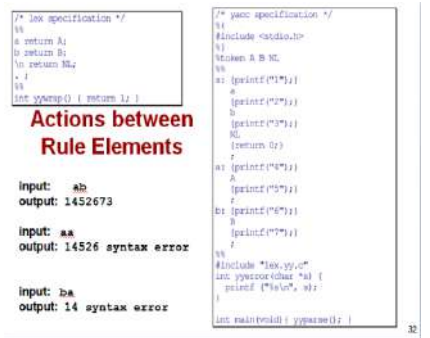 /* lex specification */
%%
a return A;
b return B;
\n return NL;
. ;
%%
int yywrap() { return 1; }
Actions between
Rule Elements
input: ab
output: 1452673
input: aa
output: 14526 syntax error
input: ba
output: 14 syntax error
/* yacc specification */
%{
#include <stdio.h>
%}
%token A B NL
%%
s: {printf("1");}
a
{printf("2");}
b
{printf("3");}
NL
{return 0;}
;
a: {printf("4");}
A
{printf("5");}
;
b: {printf("6");}
B
{printf("7");}
;
%%
#include "lex.yy.c"
int yyerror(char *s) {
printf ("%s\n", s);
}
int main(void){ yyparse(); }
32